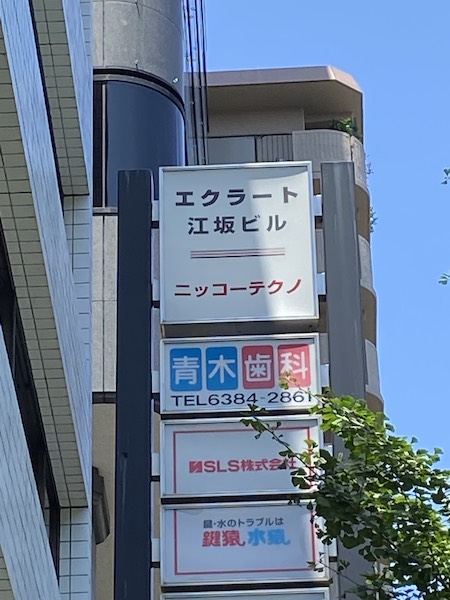 エクラート
江坂ビル
ニッコーテクノ
青木歯科
TEL6384-2861
SLS株式会社
鍵・水のトラブルは
鍵猿 水猿